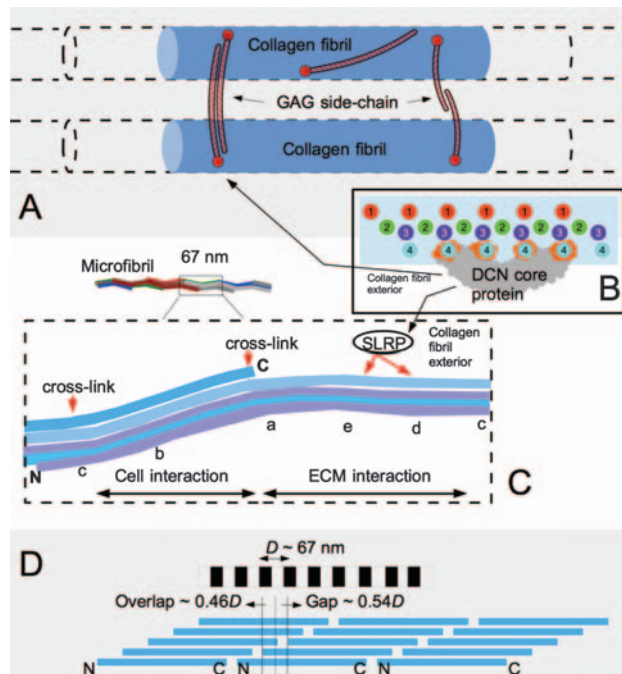 Collagen fibril
GAG side-chain
Collagen fibril
A
1 1 1 1 1 1
2 2 2 2 2 2
3 3 3 3 3 3
4 4 4 4 4 4
Collagen fibril
exterior
DCN core
protein
B
67 nm
Microfibril
cross-link
C
SLRP
Collagen
fibril
exterior
cross-link
a
e
d
c
b
c
N
Cell interaction
ECM interaction
C
D
D ~ 67 nm
Overlap ~ 0.46D
Gap ~ 0.54D
N C N C N C